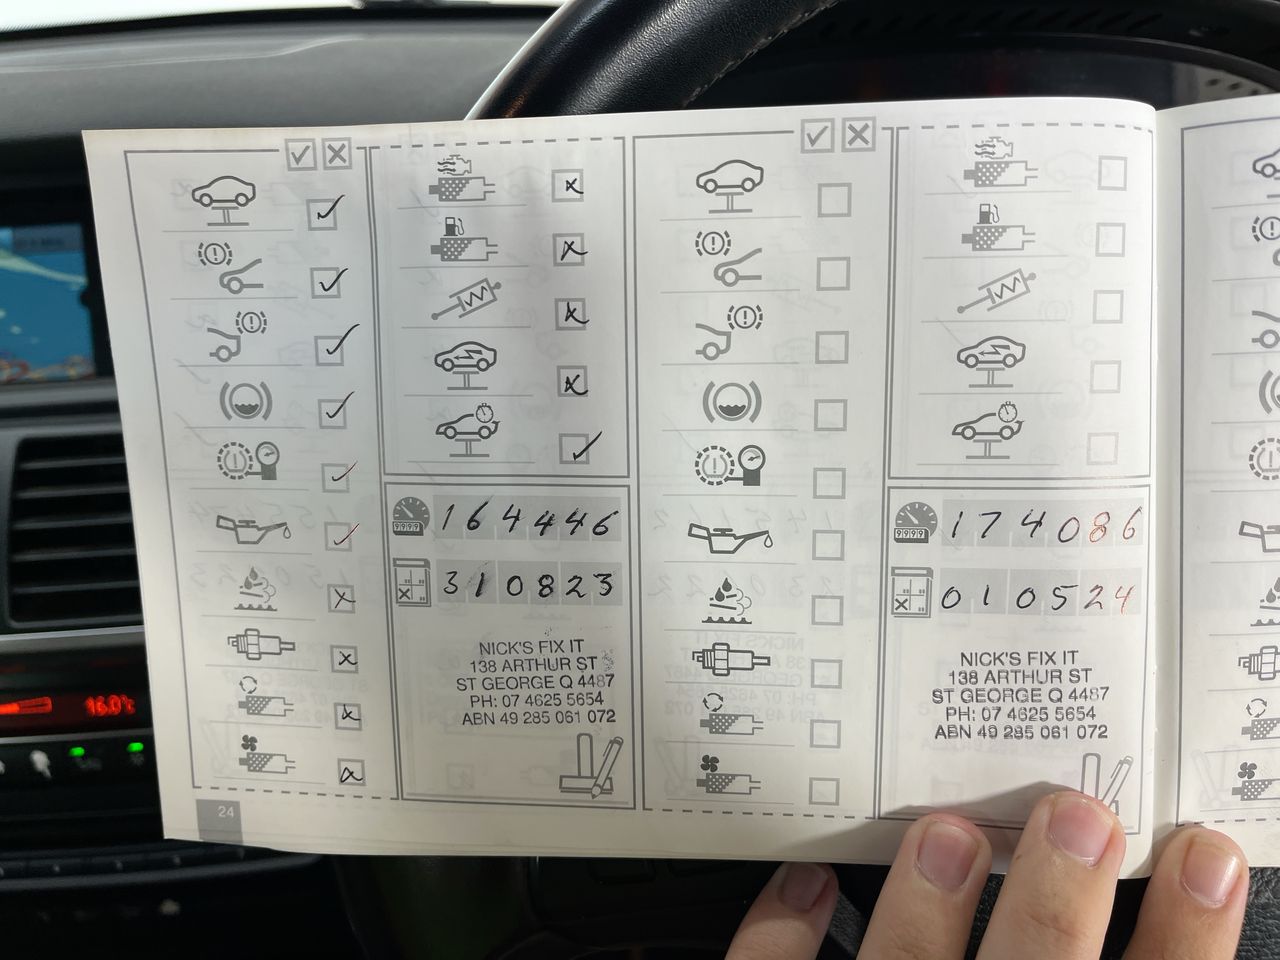 9999
164446
310823
NICK'S FIX IT
138 ARTHUR ST
ST GEORGE Q 4487
PH: 07 4625 5654
ABN 49 285 061 072
24
9999
174086
010524
NICK'S FIX IT
138 ARTHUR ST
ST GEORGE Q 4487
PH: 07 4625 5654
ABN 49 285 061 072
16.0°C